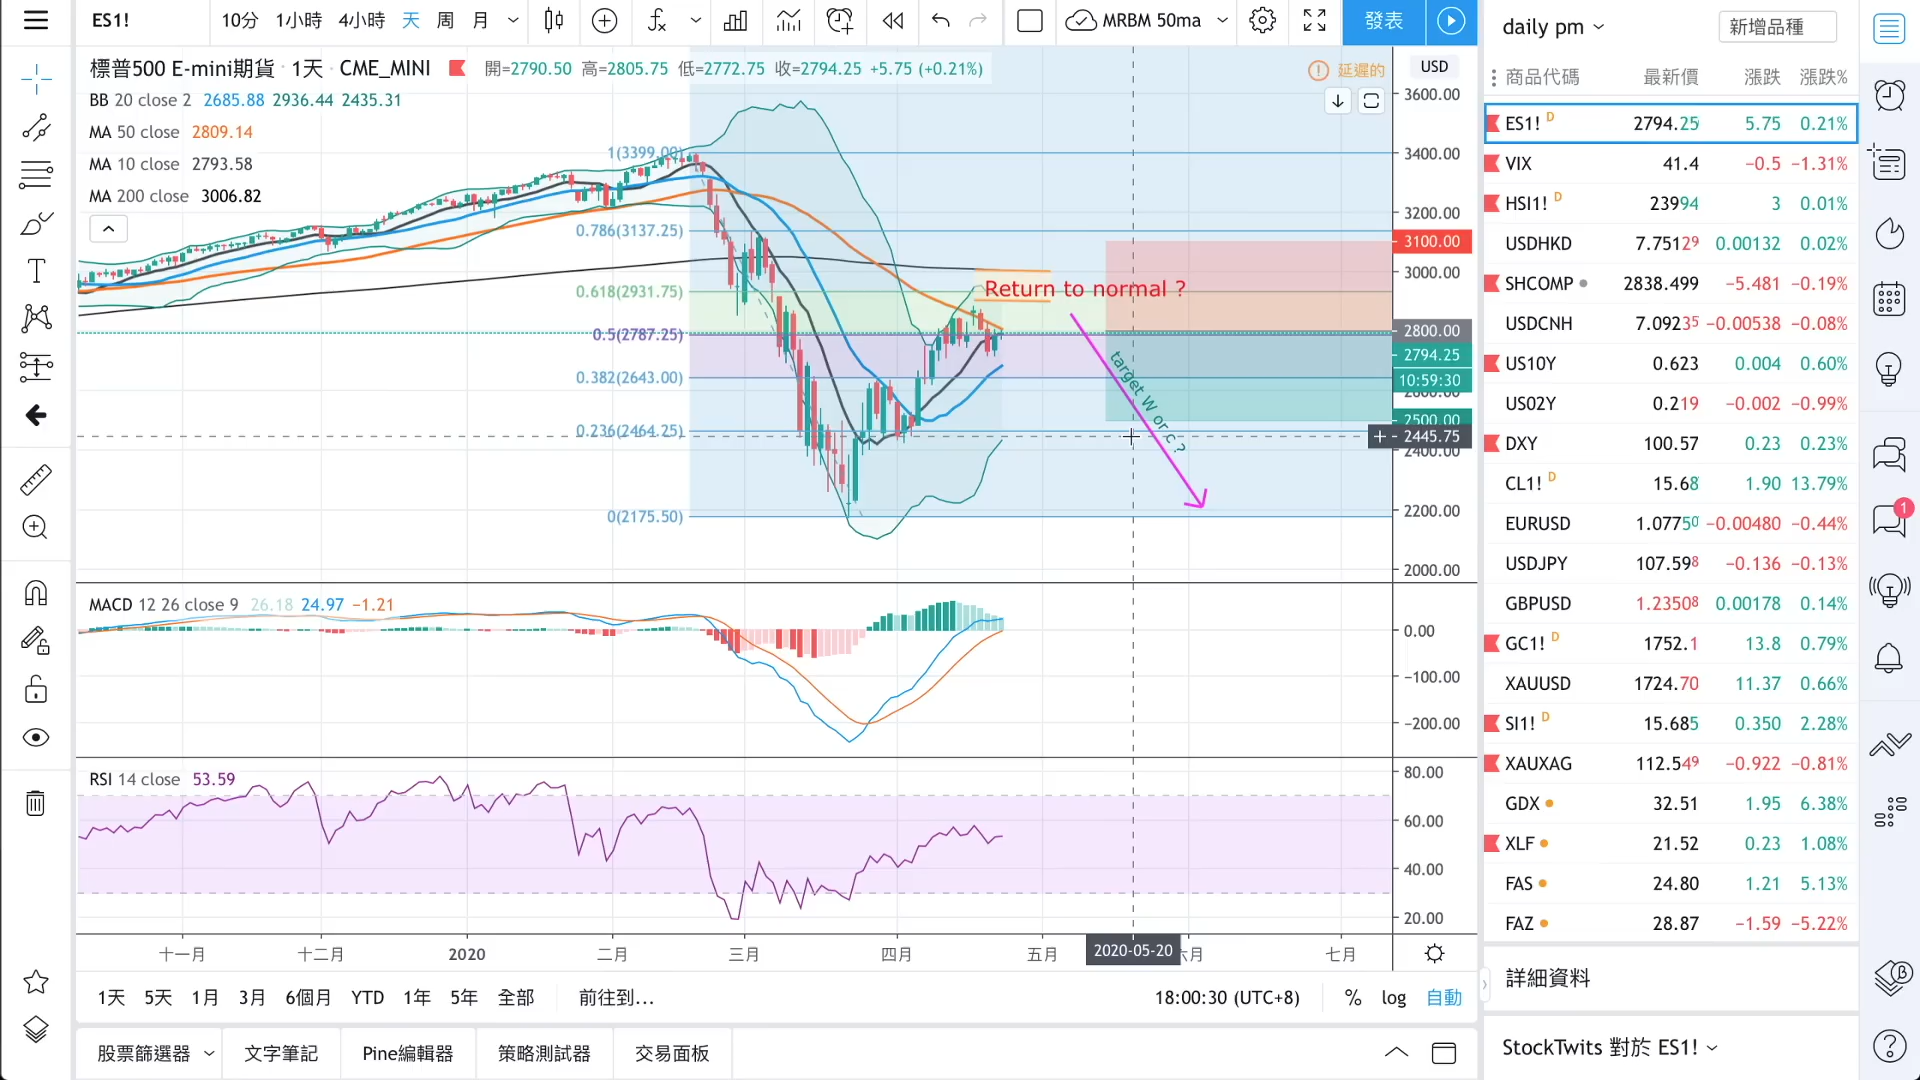 ES1!
10分 1小時 4小時 天 周 月
MRBM 50ma
發表
標普500 E-mini期貨 · 1天 · CME_MINI
開=2790.50 高=2805.75 低=2772.75 收=2794.25 +5.75 (+0.21%)
延遲的
USD
BB 20 close 2 2685.88 2936.44 2435.31
MA 50 close 2809.14
MA 10 close 2793.58
MA 200 close 3006.82
1(3399.00)
0.786(3137.25)
0.618(2931.75)
0.5(2787.25)
0.382(2643.00)
0.236(2464.25)
0(2175.50)
Return to normal ?
target W or c ?
3600.00
3400.00
3200.00
3100.00
3000.00
2800.00
2794.25
10:59:30
2600.00
2500.00
2445.75
2400.00
2200.00
2000.00
MACD 12 26 close 9 26.18 24.97 −1.21
0.00
−100.00
−200.00
RSI 14 close 53.59
80.00
60.00
40.00
20.00
十一月 十二月 2020 二月 三月 四月 五月 2020-05-20 六月 七月
1天 5天 1月 3月 6個月 YTD 1年 5年 全部 前往到...
18:00:30 (UTC+8) % log 自動
股票篩選器 文字筆記 Pine編輯器 策略測試器 交易面板
daily pm
新增品種
商品代碼 最新價 漲跌 漲跌%
ES1! D 2794.25 5.75 0.21%
VIX 41.4 −0.5 −1.31%
HSI1! D 23994 3 0.01%
USDHKD 7.75129 0.00132 0.02%
SHCOMP 2838.499 −5.481 −0.19%
USDCNH 7.09235 −0.00538 −0.08%
US10Y 0.623 0.004 0.60%
US02Y 0.219 −0.002 −0.99%
DXY 100.57 0.23 0.23%
CL1! D 15.68 1.90 13.79%
EURUSD 1.07750 −0.00480 −0.44%
USDJPY 107.598 −0.136 −0.13%
GBPUSD 1.23508 0.00178 0.14%
GC1! D 1752.1 13.8 0.79%
XAUUSD 1724.70 11.37 0.66%
SI1! D 15.685 0.350 2.28%
XAUXAG 112.549 −0.922 −0.81%
GDX 32.51 1.95 6.38%
XLF 21.52 0.23 1.08%
FAS 24.80 1.21 5.13%
FAZ 28.87 −1.59 −5.22%
詳細資料
StockTwits 對於 ES1!
1